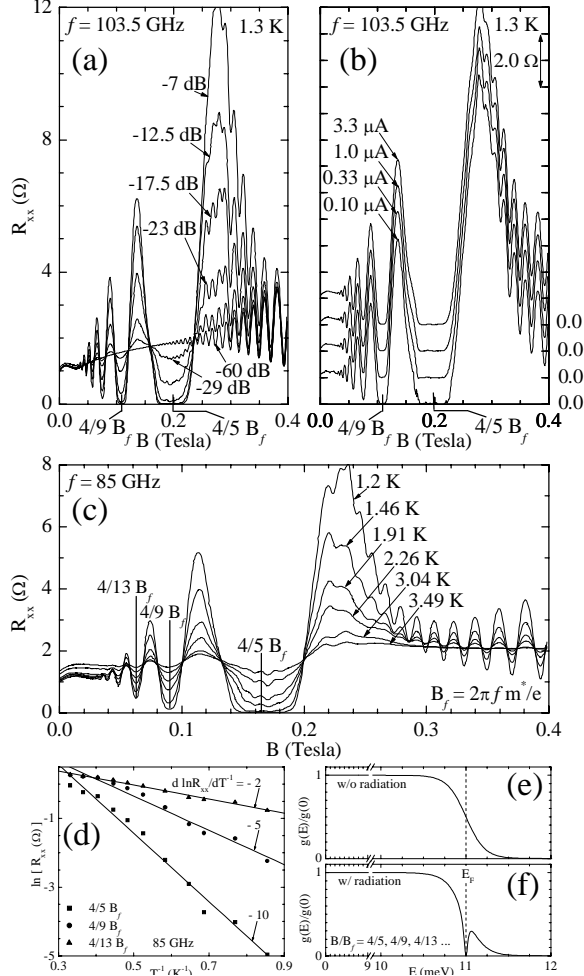 f = 103.5 GHz 1.3 K
(a)
-7 dB
-12.5 dB
-17.5 dB
-23 dB
-60 dB
-29 dB
12
8
4
0
R_xx (Ω)
0.0 0.2 0.4
4/9 B_f 4/5 B_f
B (Tesla)
f = 103.5 GHz 1.3 K
(b)
2.0 Ω
3.3 µA
1.0 µA
0.33 µA
0.10 µA
0.0
0.0
0.0
0.0
0.0 0.2 0.4
4/9 B_f 4/5 B_f
B (Tesla)
f = 85 GHz
(c)
1.2 K
1.46 K
1.91 K
2.26 K
3.04 K
3.49 K
4/13 B_f
4/9 B_f
4/5 B_f
B_f = 2π f m*/e
8
6
4
2
0
R_xx (Ω)
0.0 0.1 0.2 0.3 0.4
B (Tesla)
d lnR_xx/dT^-1 = - 2
- 5
- 10
(d)
4/5 B_f
4/9 B_f
4/13 B_f 85 GHz
-1
-3
-5
ln [ R_xx (Ω)]
0.3 0.5 0.7 0.9
T^-1 (K^-1)
(e)
w/o radiation
1
0
g(E)/g(0)
(f)
w/ radiation
E_F
B/B_f = 4/5, 4/9, 4/13 ...
1
0
g(E)/g(0)
0 9 10 11 12
E (meV)